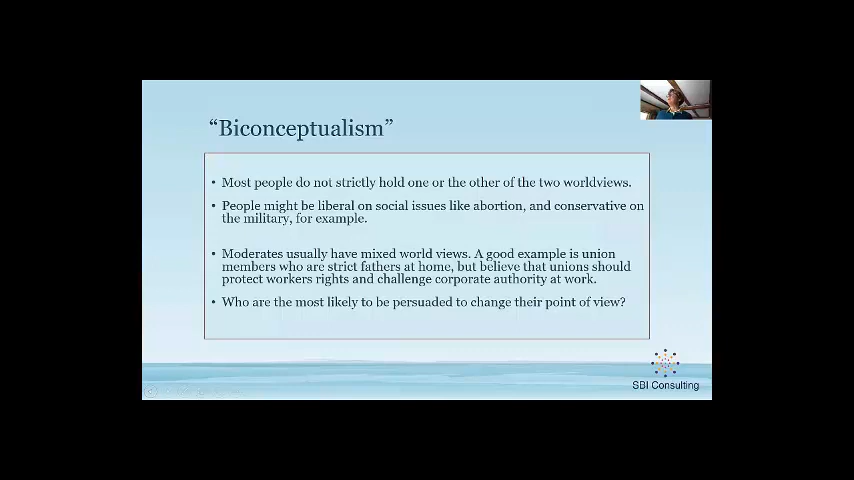 “Biconceptualism”
• Most people do not strictly hold one or the other of the two worldviews.
• People might be liberal on social issues like abortion, and conservative on
the military, for example.
• Moderates usually have mixed world views. A good example is union
members who are strict fathers at home, but believe that unions should
protect workers rights and challenge corporate authority at work.
• Who are the most likely to be persuaded to change their point of view?
SBI Consulting